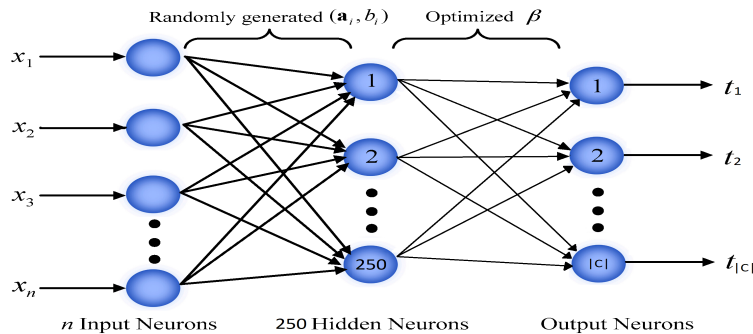 Randomly generated (aᵢ, bᵢ) Optimized β
x₁ 1 1 t₁
x₂ 2 2 t₂
x₃
250 |C| t|C|
xₙ
n Input Neurons 250 Hidden Neurons Output Neurons